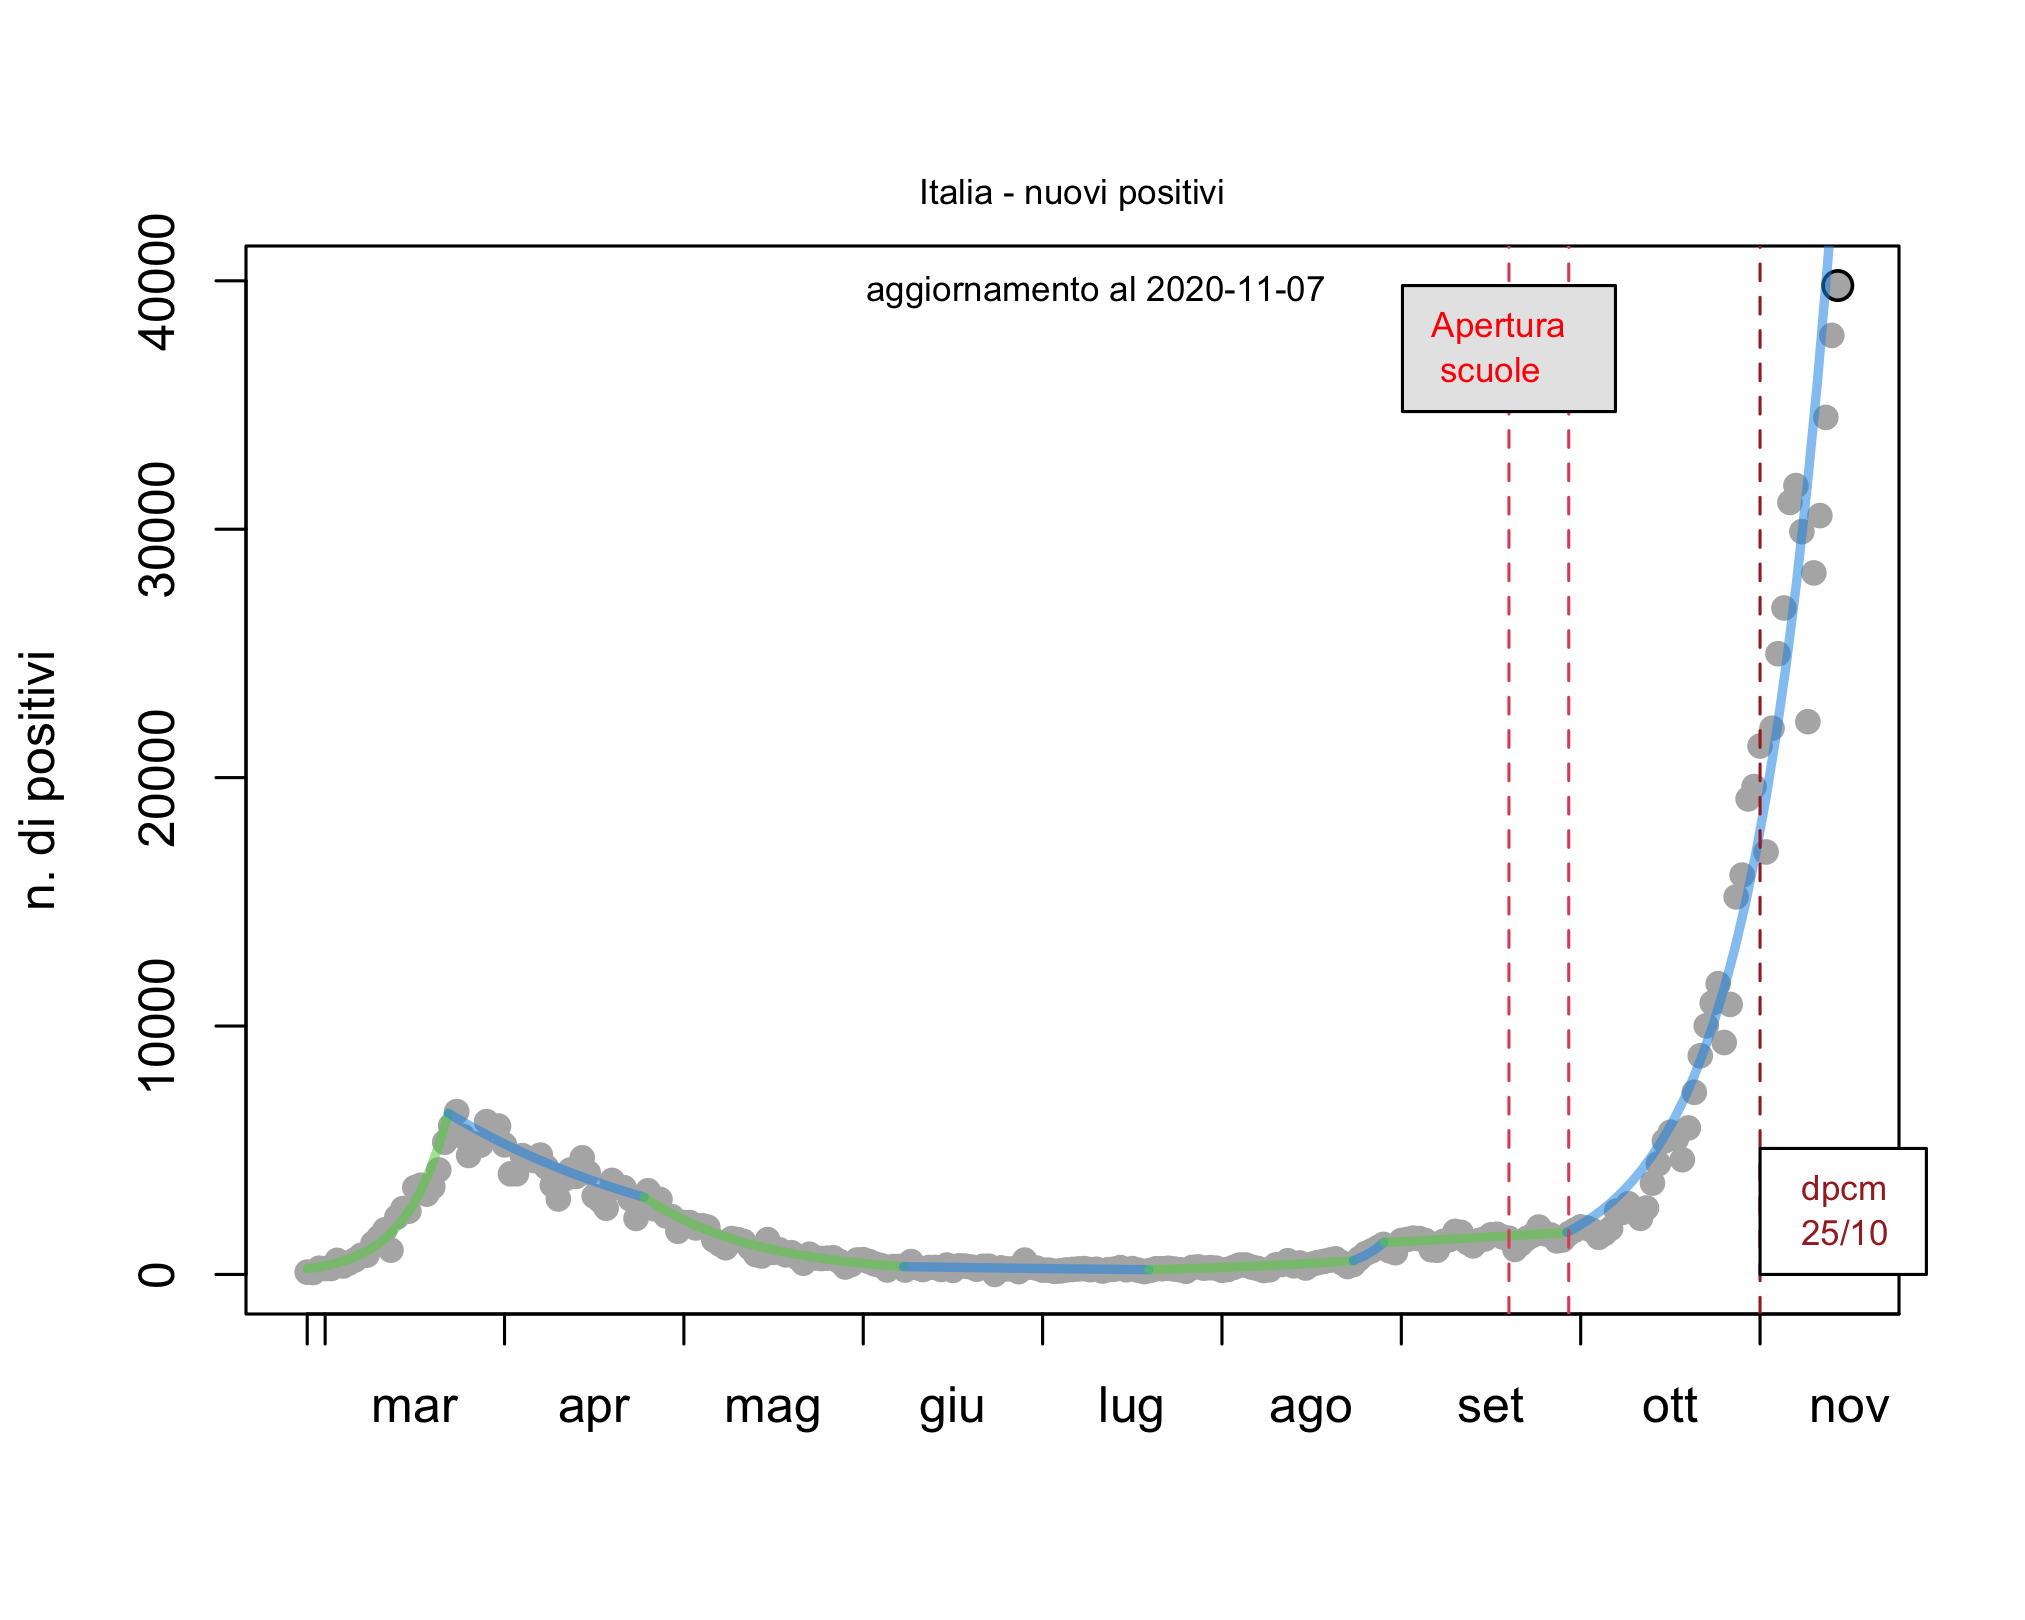 Italia - nuovi positivi
aggiornamento al 2020-11-07
Apertura
scuole
n. di positivi
40000
30000
20000
10000
0
dpcm
25/10
mar apr mag giu lug ago set ott nov